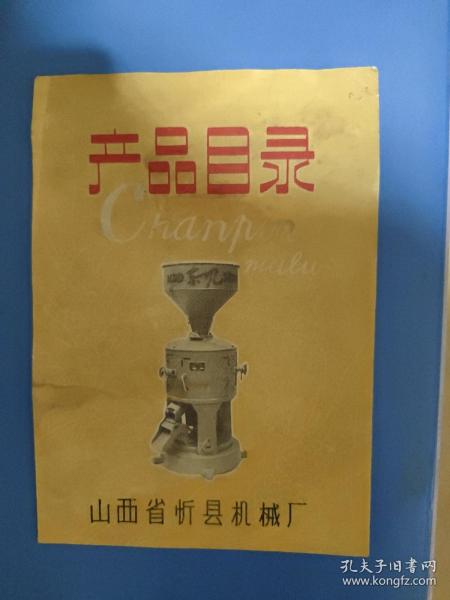 产品目录
Chanpin
mulu
山西省忻县机械厂
孔夫子旧书网
www.kongfz.com